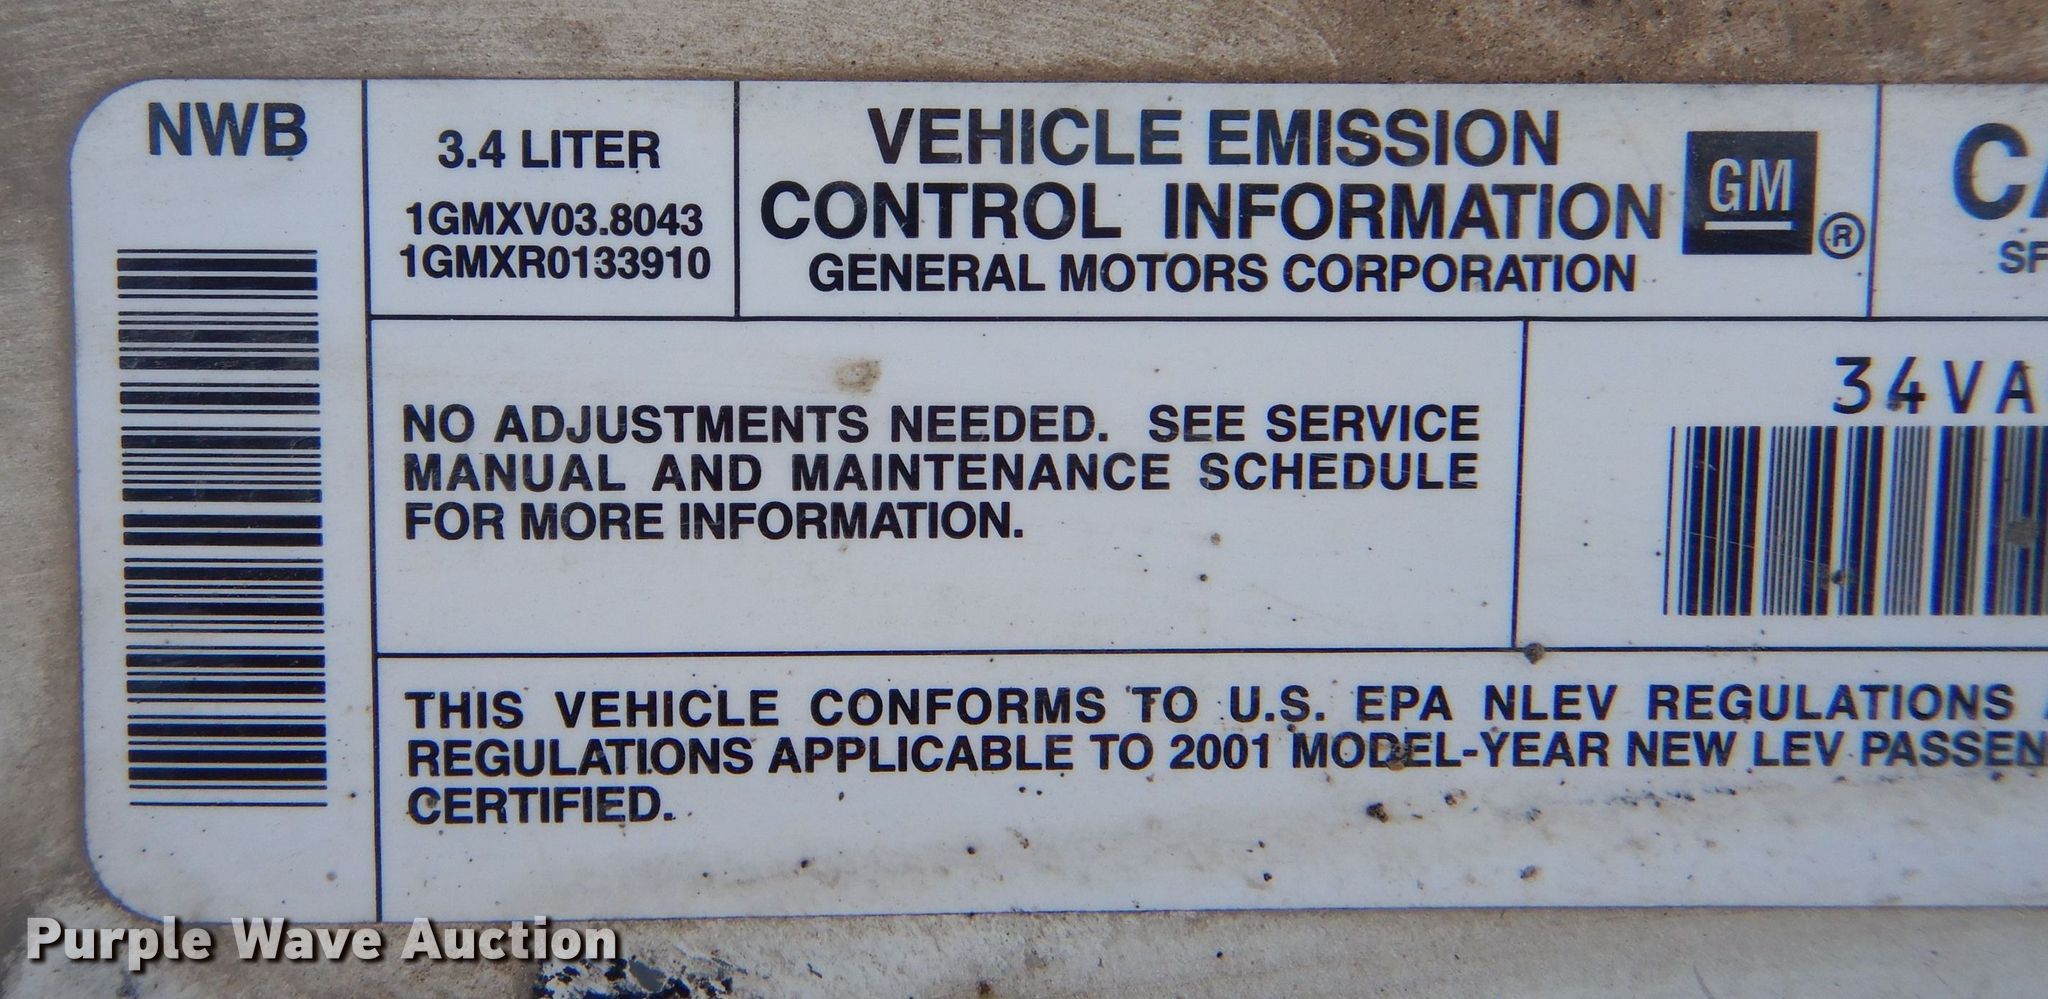 NWB
3.4 LITER
1GMXV03.8043
1GMXR0133910
VEHICLE EMISSION
CONTROL INFORMATION
GENERAL MOTORS CORPORATION
GM
®
NO ADJUSTMENTS NEEDED. SEE SERVICE
MANUAL AND MAINTENANCE SCHEDULE
FOR MORE INFORMATION.
34VA
THIS VEHICLE CONFORMS TO U.S. EPA NLEV REGULATIONS
REGULATIONS APPLICABLE TO 2001 MODEL-YEAR NEW LEV PASSEN
CERTIFIED.
Purple Wave Auction